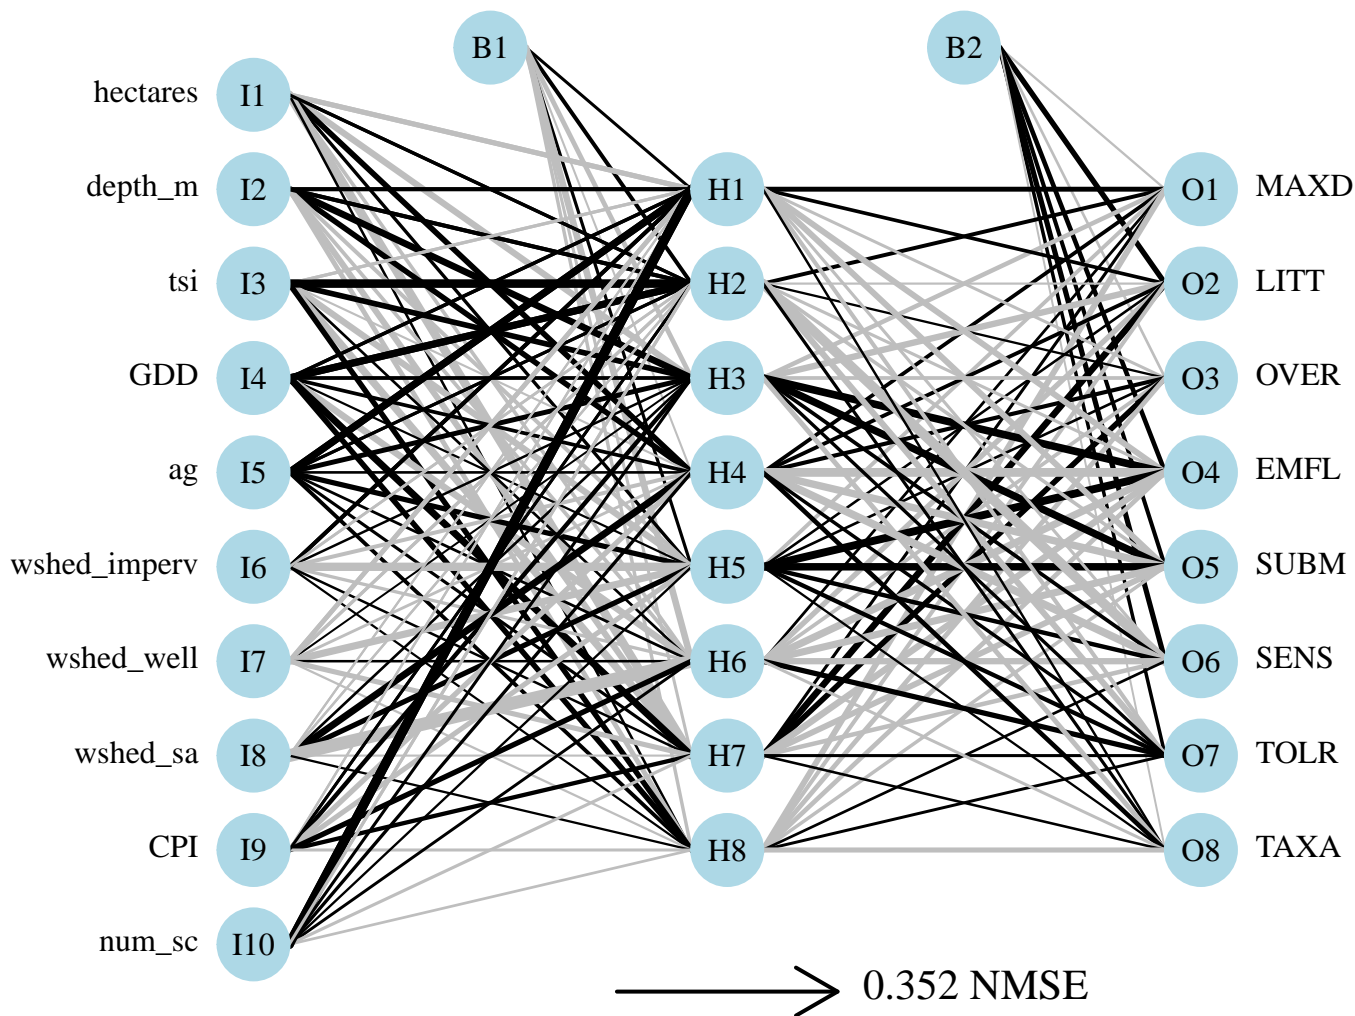 B1 B2
hectares I1
depth_m I2 H1 O1 MAXD
tsi I3 H2 O2 LITT
GDD I4 H3 O3 OVER
ag I5 H4 O4 EMFL
wshed_imperv I6 H5 O5 SUBM
wshed_well I7 H6 O6 SENS
wshed_sa I8 H7 O7 TOLR
CPI I9 H8 O8 TAXA
num_sc I10
0.352 NMSE